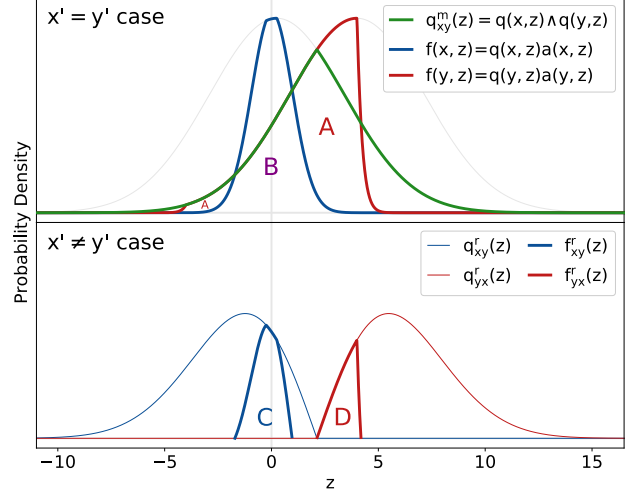 x' = y' case
q^m_xy(z) = q(x,z)∧q(y,z)
f(x, z)=q(x,z)a(x, z)
f(y, z)=q(y,z)a(y, z)
A
B
A
Probability Density
x' ≠ y' case
q^r_xy(z) f^r_xy(z)
q^r_yx(z) f^r_yx(z)
C D
−10 −5 0 5 10 15
z